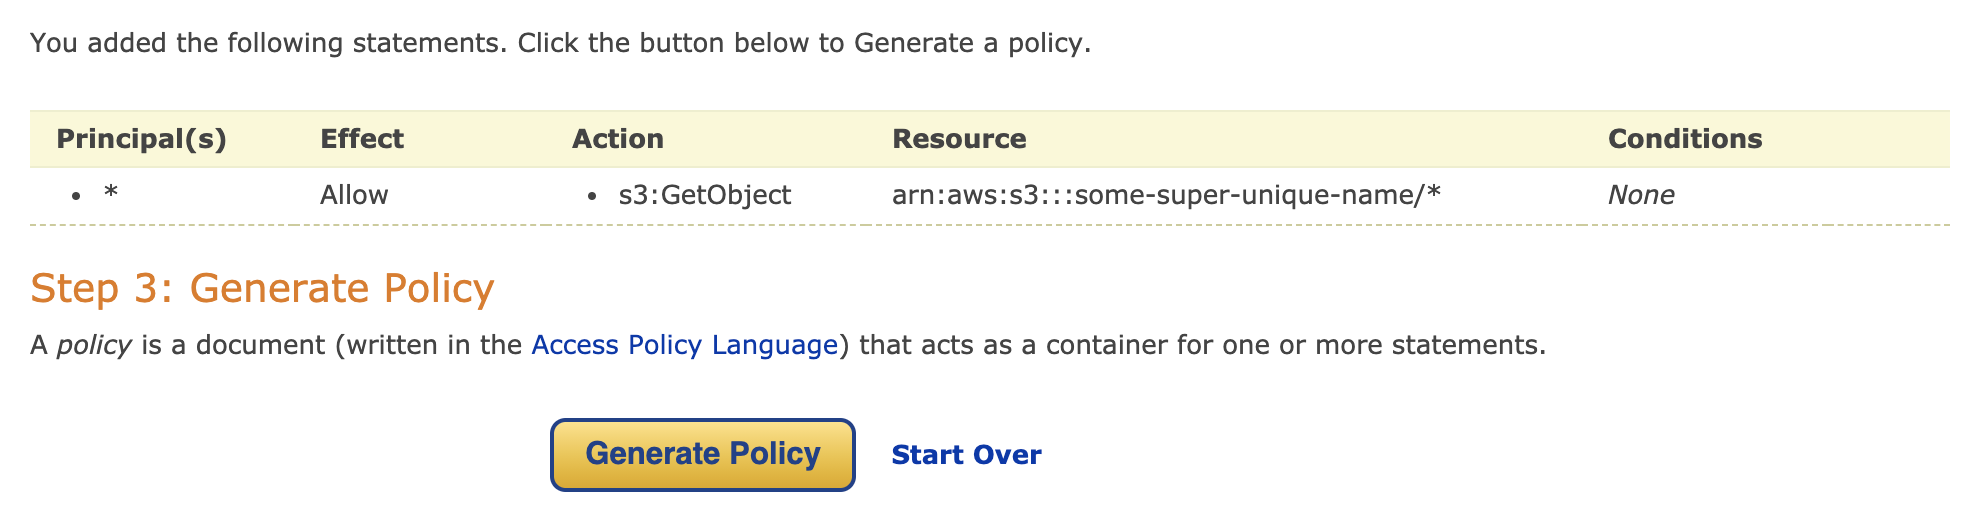 You added the following statements. Click the button below to Generate a policy.
Principal(s) Effect Action Resource Conditions
• * Allow • s3:GetObject arn:aws:s3:::some-super-unique-name/* None
Step 3: Generate Policy
A policy is a document (written in the Access Policy Language) that acts as a container for one or more statements.
Generate Policy Start Over